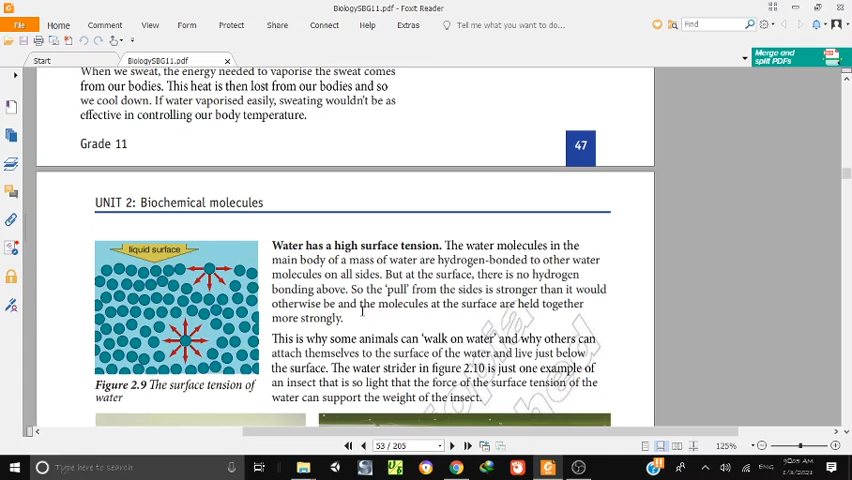 BiologySBG11.pdf - Foxit Reader
File Home Comment View Form Protect Share Connect Help Extras Tell me what you want to do... Find
Start BiologySBG11.pdf
Merge and
split PDFs
When we sweat, the energy needed to vaporise the sweat comes
from our bodies. This heat is then lost from our bodies and so
we cool down. If water vaporised easily, sweating wouldn't be as
effective in controlling our body temperature.
Grade 11
47
UNIT 2: Biochemical molecules
liquid surface
Figure 2.9 The surface tension of
water
Water has a high surface tension. The water molecules in the
main body of a mass of water are hydrogen-bonded to other water
molecules on all sides. But at the surface, there is no hydrogen
bonding above. So the 'pull' from the sides is stronger than it would
otherwise be and the molecules at the surface are held together
more strongly.
This is why some animals can 'walk on water' and why others can
attach themselves to the surface of the water and live just below
the surface. The water strider in figure 2.10 is just one example of
an insect that is so light that the force of the surface tension of the
water can support the weight of the insect.
53 / 205
125%
Type here to search
ENG